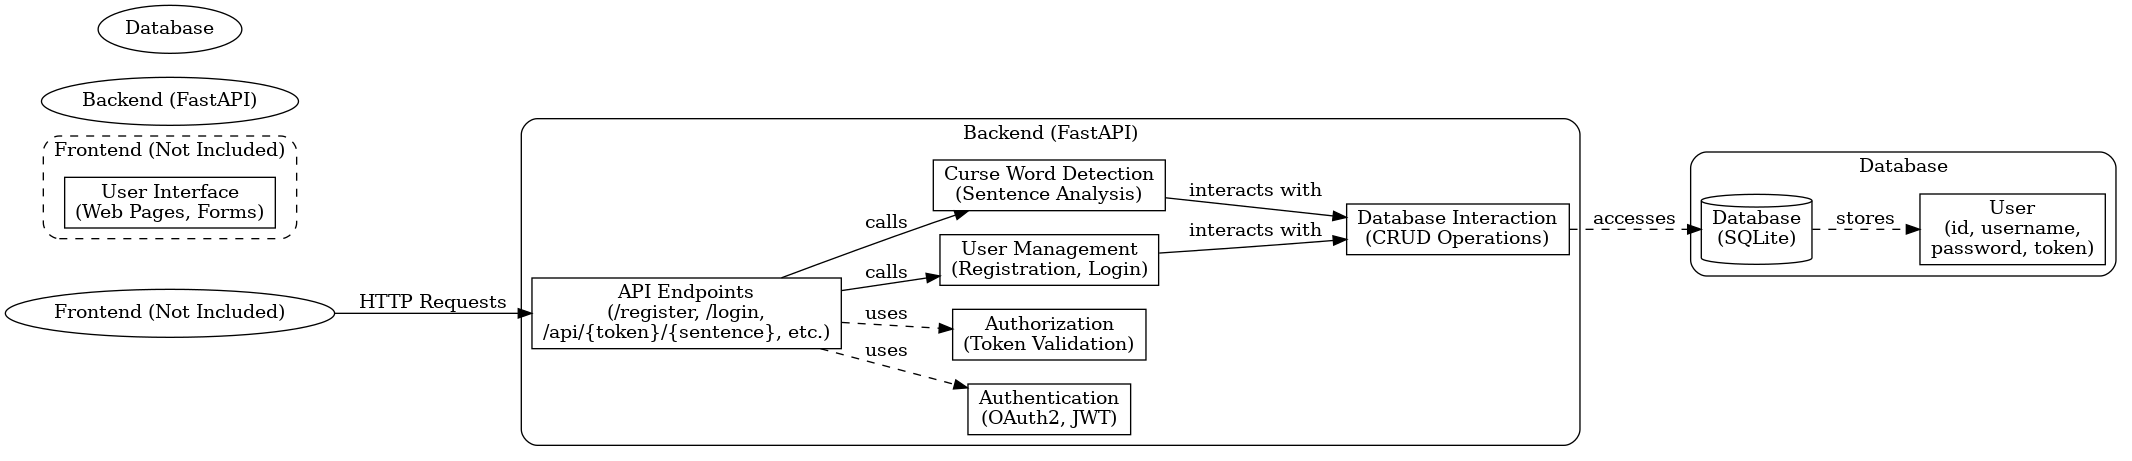 Database
Backend (FastAPI)
Frontend (Not Included)
User Interface
(Web Pages, Forms)
Frontend (Not Included)
HTTP Requests
Backend (FastAPI)
API Endpoints
(/register, /login,
/api/{token}/{sentence}, etc.)
calls
calls
uses
uses
Curse Word Detection
(Sentence Analysis)
User Management
(Registration, Login)
Authorization
(Token Validation)
Authentication
(OAuth2, JWT)
interacts with
interacts with
Database Interaction
(CRUD Operations)
accesses
Database
Database
(SQLite)
stores
User
(id, username,
password, token)